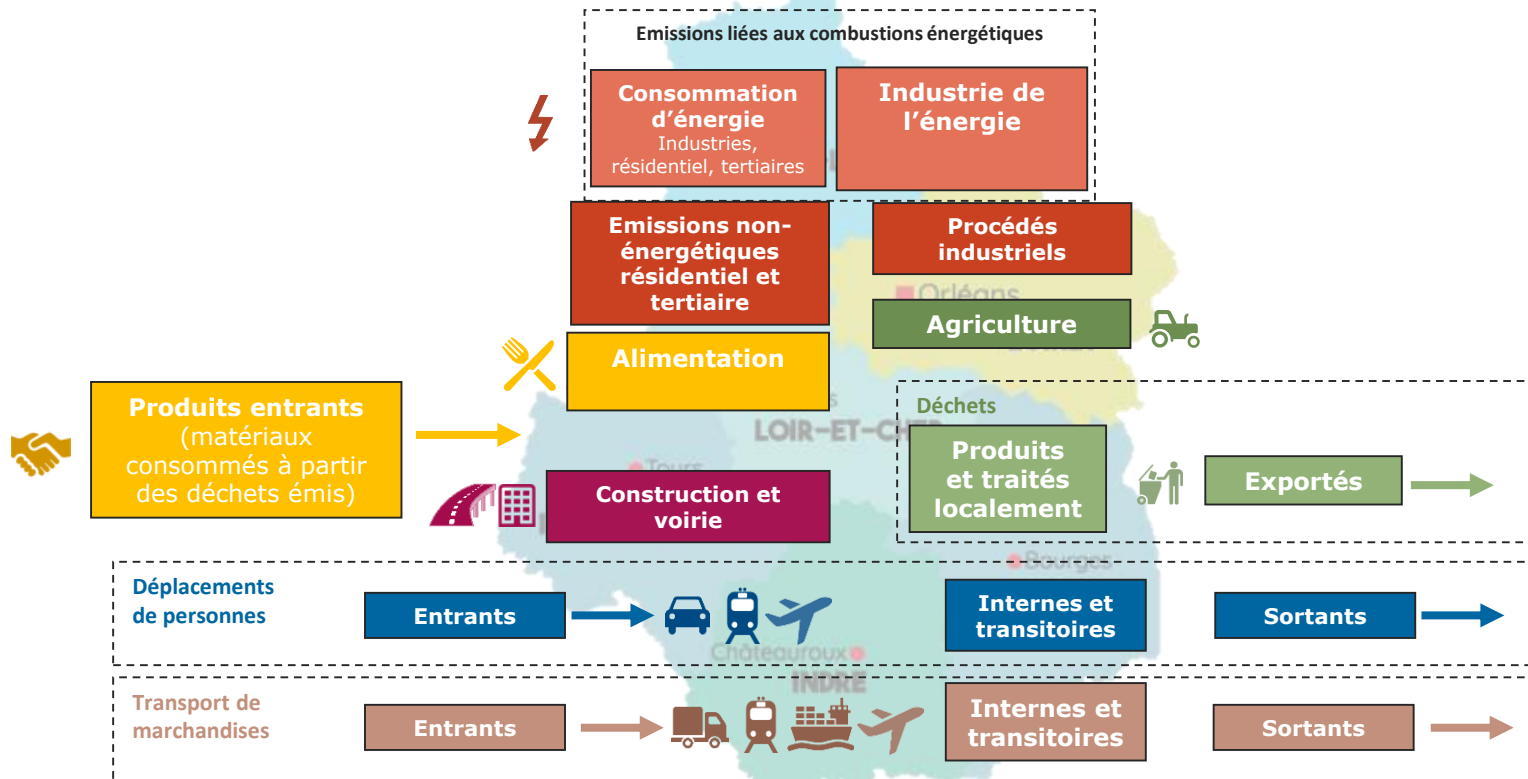 Emissions liées aux combustions énergétiques
Consommation
d'énergie
Industries,
résidentiel, tertiaires
Industrie de
l'énergie
Emissions non-
énergétiques
résidentiel et
tertiaire
Procédés
industriels
Orléans
Agriculture
Alimentation
Produits entrants
(matériaux
consommés à partir
des déchets émis)
LOIR-ET-CHER
Déchets
Produits
et traités
localement
Exportés
Tours
Construction et
voirie
Bourges
Déplacements
de personnes
Entrants
Internes et
transitoires
Sortants
Châteauroux
INDRE
Transport de
marchandises
Entrants
Internes et
transitoires
Sortants